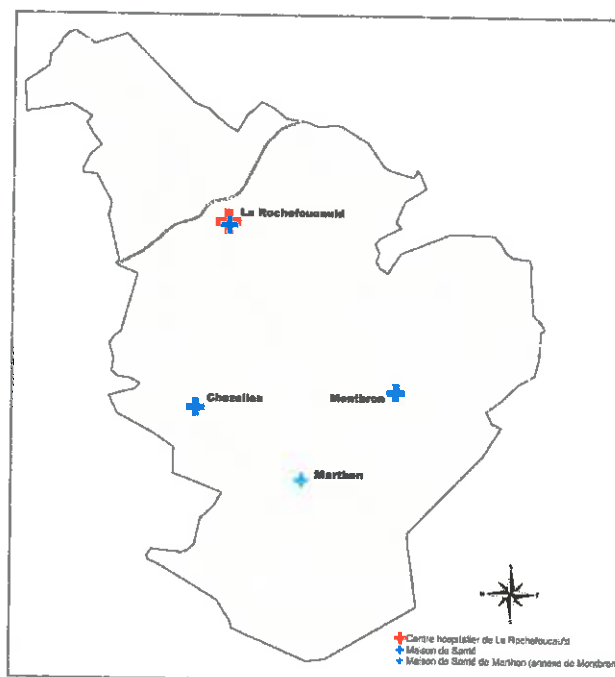 La Rochefoucauld
Chazelles
Montbron
Marthon
Centre hospitalier de La Rochefoucauld
Maison de Santé
Maison de Santé de Marthon (annexe de Montbron